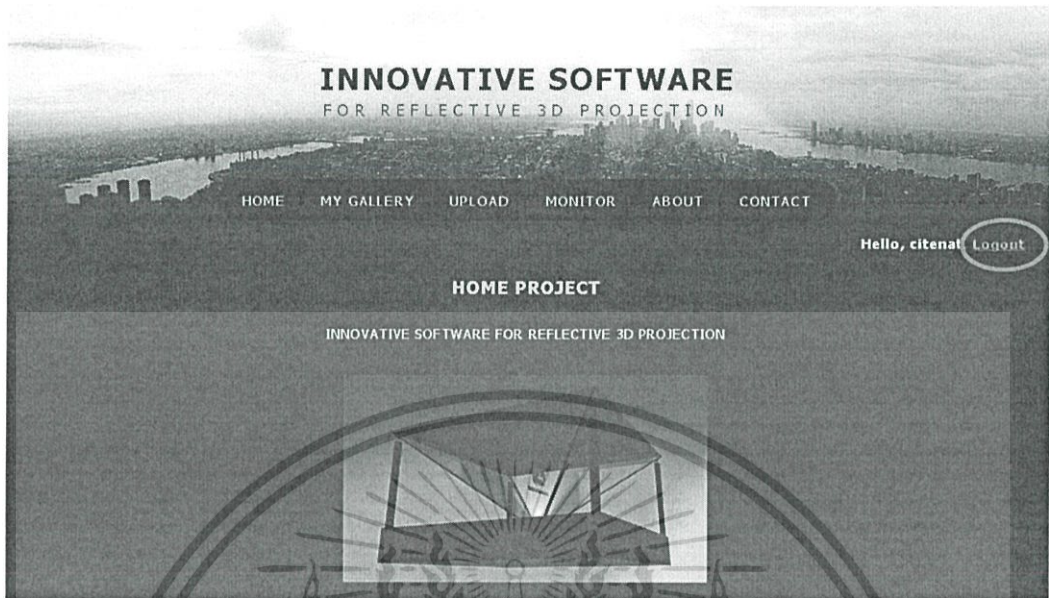 INNOVATIVE SOFTWARE
FOR REFLECTIVE 3D PROJECTION
HOME MY GALLERY UPLOAD MONITOR ABOUT CONTACT
Hello, citenat Logout
HOME PROJECT
INNOVATIVE SOFTWARE FOR REFLECTIVE 3D PROJECTION